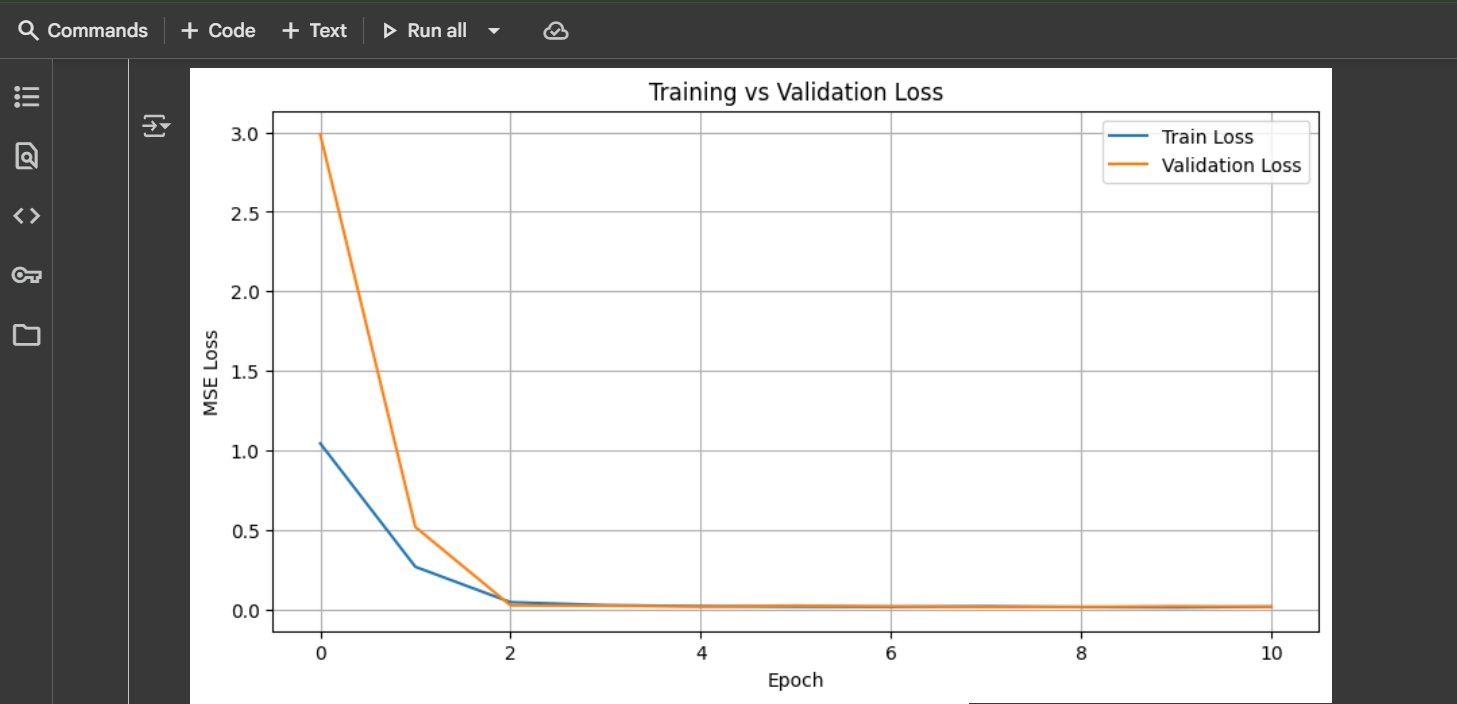 Commands + Code + Text Run all
Training vs Validation Loss
Train Loss
Validation Loss
3.0
2.5
2.0
1.5
1.0
0.5
0.0
MSE Loss
0 2 4 6 8 10
Epoch